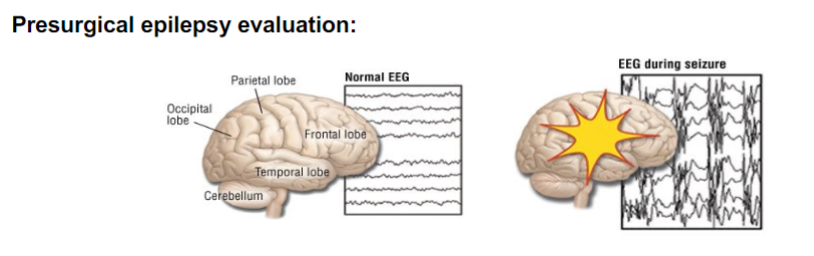 Presurgical epilepsy evaluation:
EEG during seizure
Parietal lobe
Normal EEG
Occipital
lobe
Frontal lobe
Temporal lobe
Cerebellum